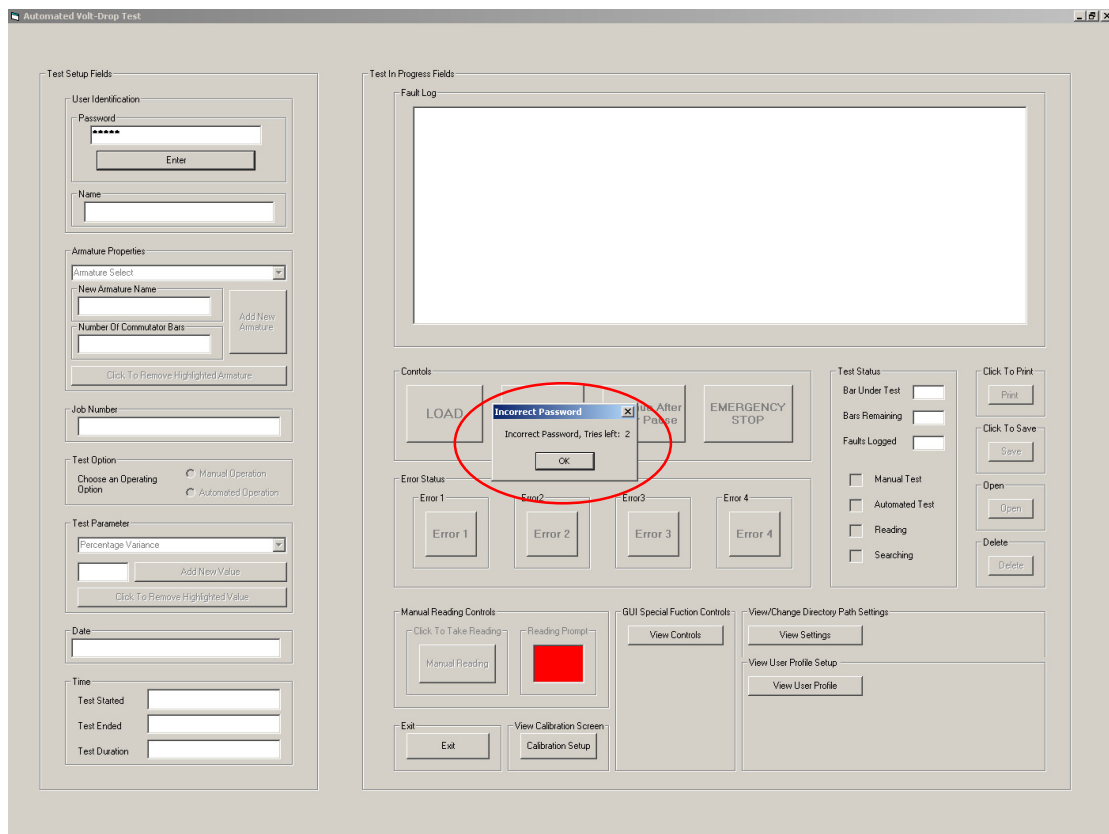 Automated Volt-Drop Test
Test Setup Fields
User Identification
Password
*****
Enter
Name
Armature Properties
Armature Select
New Armature Name
Number Of Commutator Bars
Add New
Armature
Click To Remove Highlighted Armature
Job Number
Test Option
Choose an Operating
Option
Manual Operation
Automated Operation
Test Parameter
Percentage Variance
Add New Value
Click To Remove Highlighted Value
Date
Time
Test Started
Test Ended
Test Duration
Test In Progress Fields
Fault Log
Contols
LOAD
After
Pause
EMERGENCY
STOP
Incorrect Password
Incorrect Password, Tries left: 2
OK
Error Status
Error 1
Error 1
Error2
Error 2
Error3
Error 3
Error 4
Error 4
Test Status
Bar Under Test
Bars Remaining
Faults Logged
Manual Test
Automated Test
Reading
Searching
Click To Print
Print
Click To Save
Save
Open
Open
Delete
Delete
Manual Reading Controls
Click To Take Reading
Manual Reading
Reading Prompt
GUI Special Fuction Controls
View Controls
View/Change Directory Path Settings
View Settings
View User Profile Setup
View User Profile
Exit
Exit
View Calibration Screen
Calibration Setup